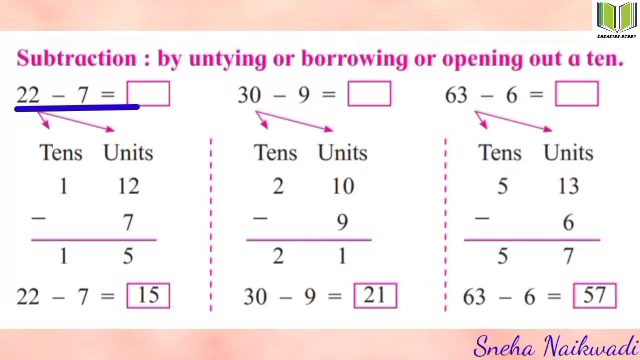 Subtraction : by untying or borrowing or opening out a ten.
22 – 7 =
Tens Units
1 12
– 7
1 5
22 – 7 = 15
30 – 9 =
Tens Units
2 10
– 9
2 1
30 – 9 = 21
63 – 6 =
Tens Units
5 13
– 6
5 7
63 – 6 = 57
Sneha Naikwadi